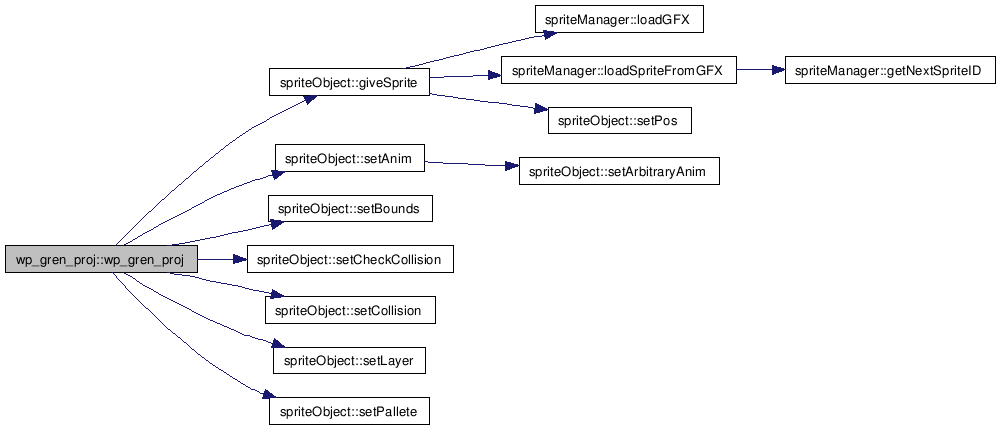 spriteManager::loadGFX
spriteObject::giveSprite
spriteManager::loadSpriteFromGFX
spriteManager::getNextSpriteID
spriteObject::setPos
spriteObject::setAnim
spriteObject::setArbitraryAnim
spriteObject::setBounds
wp_gren_proj::wp_gren_proj
spriteObject::setCheckCollision
spriteObject::setCollision
spriteObject::setLayer
spriteObject::setPallete